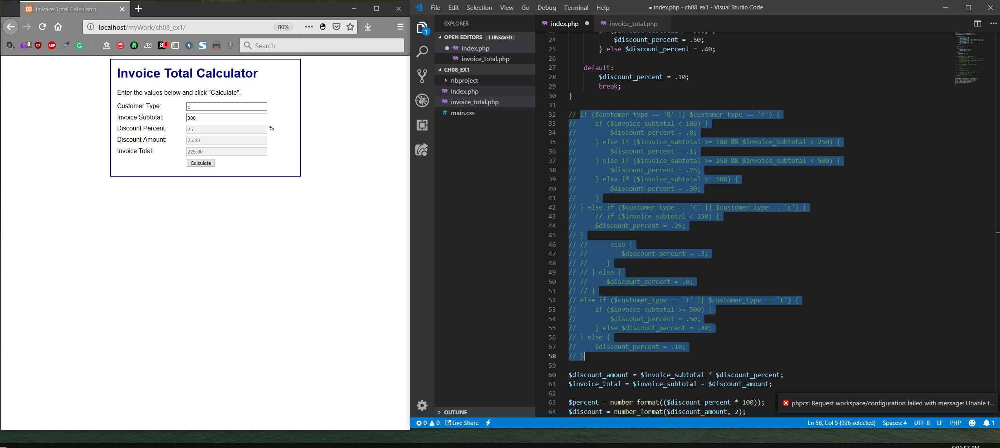 Invoice Total Calculator
localhost/myWork/ch08_ex1/
80%
D.
0
UD
ABP
G
JS
a 8
S
f
Search
Invoice Total Calculator
Enter the values below and click "Calculate".
Customer Type:
c
Invoice Subtotal:
300
Discount Percent:
25
%
Discount Amount:
75.00
Invoice Total:
225.00
Calculate
File Edit Selection View Go Debug Terminal Help
● index.php - ch08_ex1 - Visual Studio Code
1
EXPLORER
OPEN EDITORS 1 UNSAVED
index.php
invoice_total.php
CH08_EX1
nbproject
index.php
invoice_total.php
# main.css
OUTLINE
index.php ●
invoice_total.php
24 $discount_percent = .50;
25 } else $discount_percent = .40;
26
27 default:
28 $discount_percent = .10;
29 break;
30 }
31
32 // if ($customer_type == 'R' || $customer_type == 'r') {
33 // if ($invoice_subtotal < 100) {
34 // $discount_percent = .0;
35 // } else if ($invoice_subtotal >= 100 && $invoice_subtotal < 250) {
36 // $discount_percent = .1;
37 // } else if ($invoice_subtotal >= 250 && $invoice_subtotal < 500) {
38 // $discount_percent = .25;
39 // } else if ($invoice_subtotal >= 500) {
40 // $discount_percent = .30;
41 // }
42 // } else if ($customer_type == 'C' || $customer_type == 'c') {
43 // // if ($invoice_subtotal < 250) {
44 // $discount_percent = .25;
45 // }
46 // // else {
47 // // $discount_percent = .3;
48 // // }
49 // // } else {
50 // // $discount_percent = .0;
51 // // }
52 // else if ($customer_type == 'T' || $customer_type == 't') {
53 // if ($invoice_subtotal >= 500) {
54 // $discount_percent = .50;
55 // } else $discount_percent = .40;
56 // } else {
57 // $discount_percent = .10;
58 // }
59
60 $discount_amount = $invoice_subtotal * $discount_percent;
61 $invoice_total = $invoice_subtotal - $discount_amount;
62
63 $percent = number_format(($discount_percent * 100));
64 $discount = number_format($discount_amount, 2);
phpcs: Request workspace/configuration failed with message: Unable t...
0 0 Live Share
Ln 58, Col 5 (926 selected) Spaces: 4 UTF-8 LF PHP 1